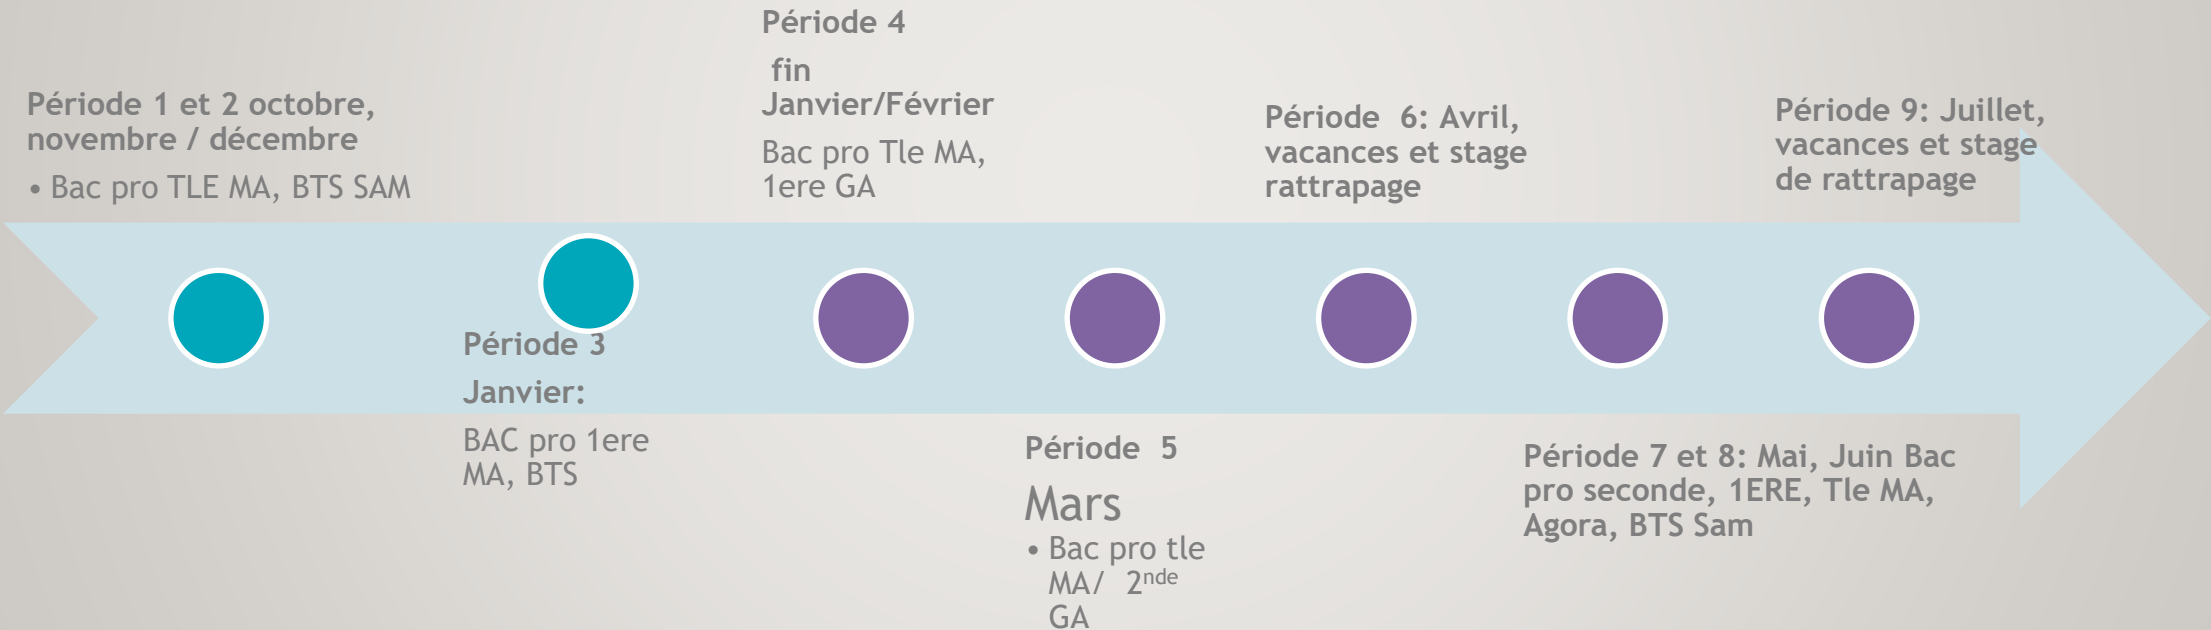 Période 1 et 2 octobre,
novembre / décembre
• Bac pro TLE MA, BTS SAM
Période 3
Janvier:
BAC pro 1ere
MA, BTS
Période 4
fin
Janvier/Février
Bac pro Tle MA,
1ere GA
Période 5
Mars
• Bac pro tle
MA/ 2nde
GA
Période 6: Avril,
vacances et stage
rattrapage
Période 7 et 8: Mai, Juin Bac
pro seconde, 1ERE, Tle MA,
Agora, BTS Sam
Période 9: Juillet,
vacances et stage
de rattrapage